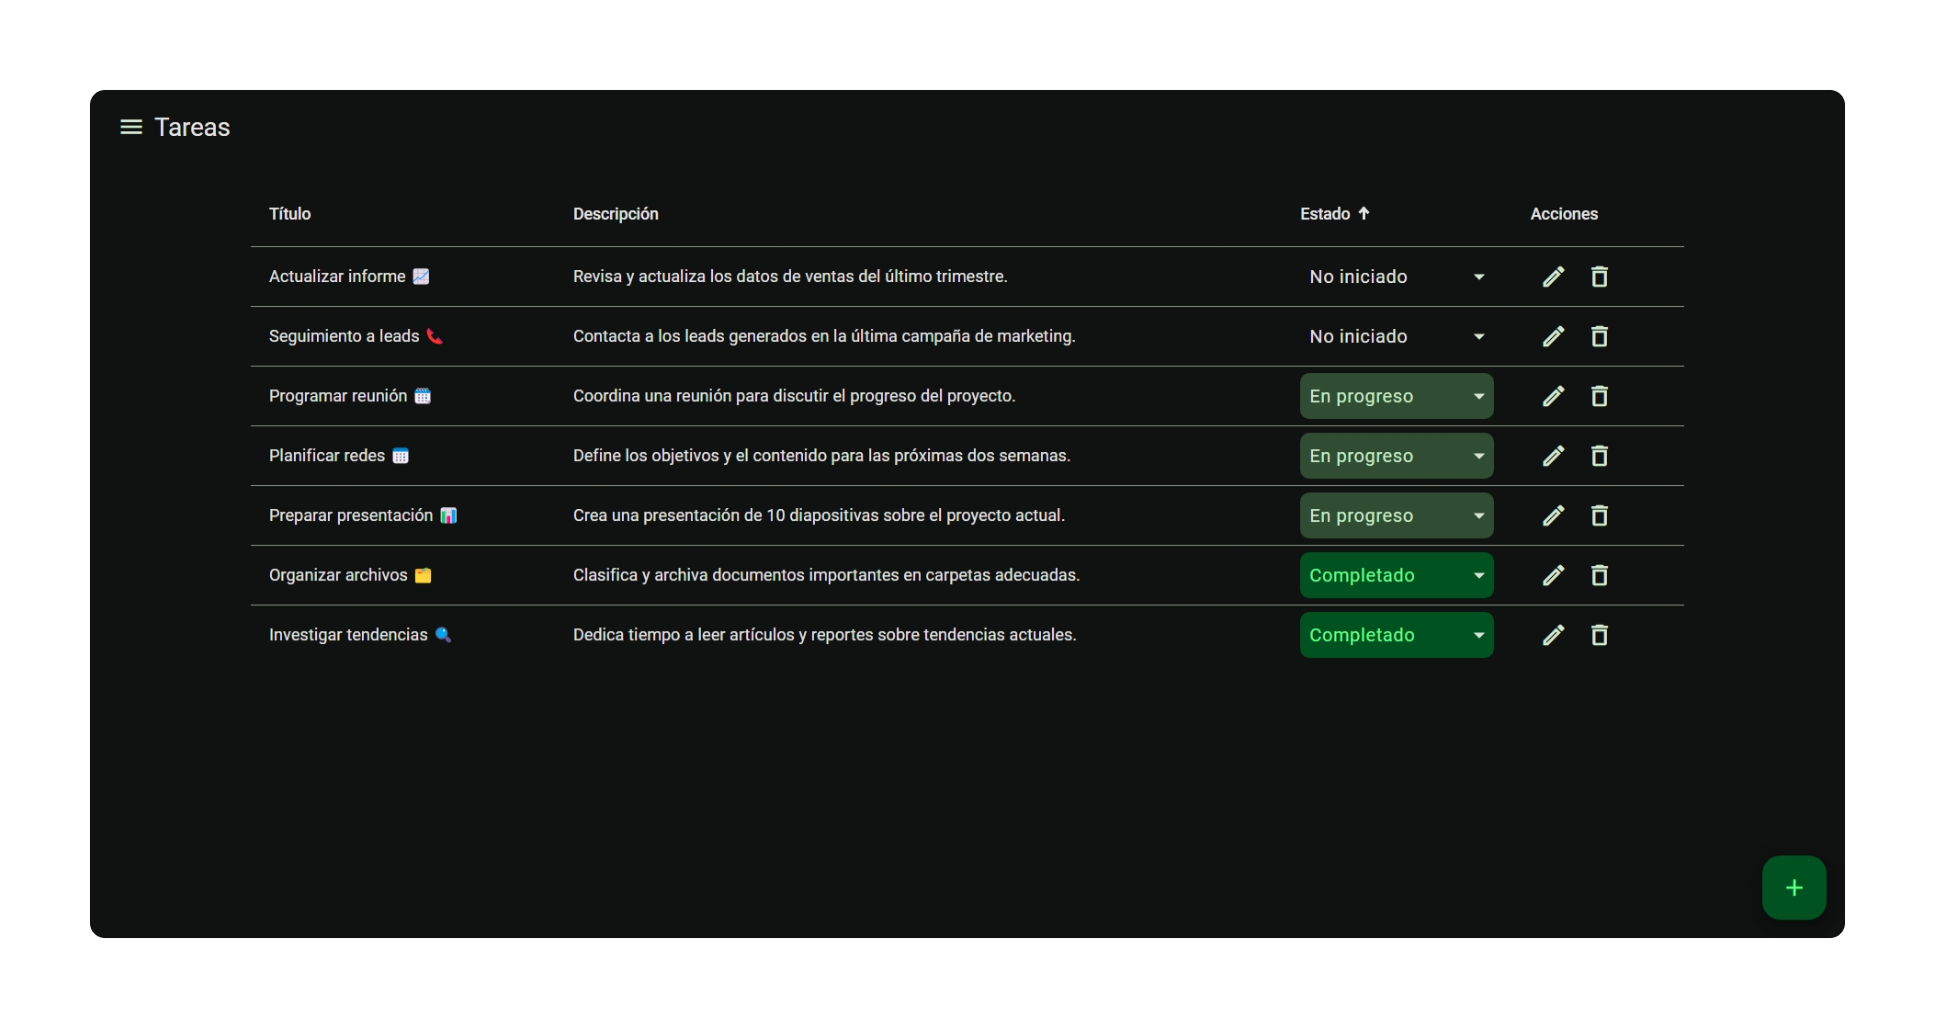 Tareas
Título Descripción Estado ↑ Acciones
Actualizar informe 📈 Revisa y actualiza los datos de ventas del último trimestre. No iniciado
Seguimiento a leads 📞 Contacta a los leads generados en la última campaña de marketing. No iniciado
Programar reunión 🗓️ Coordina una reunión para discutir el progreso del proyecto. En progreso
Planificar redes 📅 Define los objetivos y el contenido para las próximas dos semanas. En progreso
Preparar presentación 📊 Crea una presentación de 10 diapositivas sobre el proyecto actual. En progreso
Organizar archivos 🗂️ Clasifica y archiva documentos importantes en carpetas adecuadas. Completado
Investigar tendencias 🔍 Dedica tiempo a leer artículos y reportes sobre tendencias actuales. Completado
+